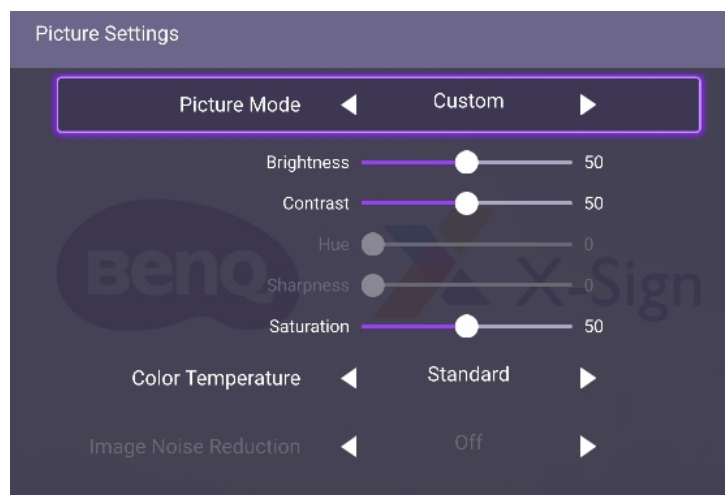 Picture Settings
Picture Mode Custom
Brightness 50
Contrast 50
Hue 0
Sharpness 0
Saturation 50
BenQ X-Sign
Color Temperature Standard
Image Noise Reduction Off